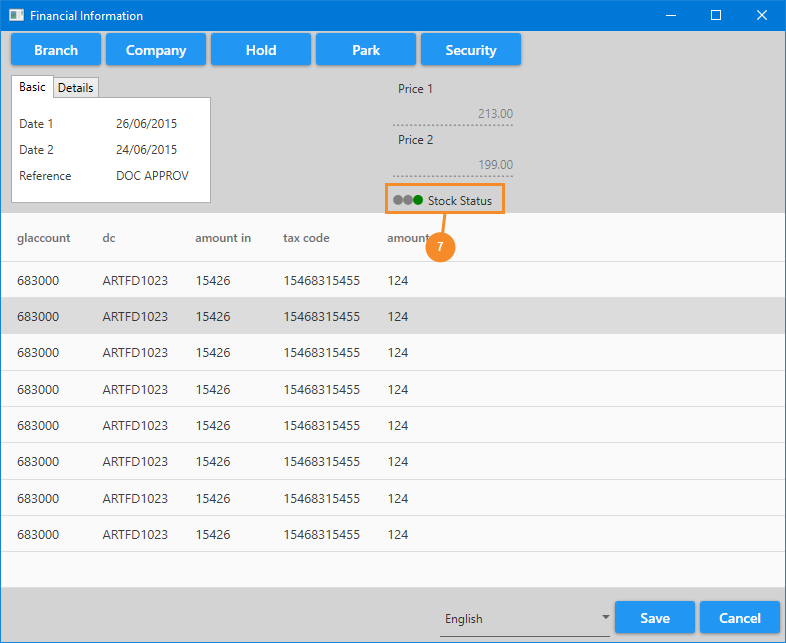 Financial Information
Branch Company Hold Park Security
Basic Details
Date 1 26/06/2015
Date 2 24/06/2015
Reference DOC APPROV
Price 1
213.00
Price 2
199.00
Stock Status
7
glaccount dc amount in tax code amount
683000 ARTFD1023 15426 15468315455 124
683000 ARTFD1023 15426 15468315455 124
683000 ARTFD1023 15426 15468315455 124
683000 ARTFD1023 15426 15468315455 124
683000 ARTFD1023 15426 15468315455 124
683000 ARTFD1023 15426 15468315455 124
683000 ARTFD1023 15426 15468315455 124
683000 ARTFD1023 15426 15468315455 124
English Save Cancel